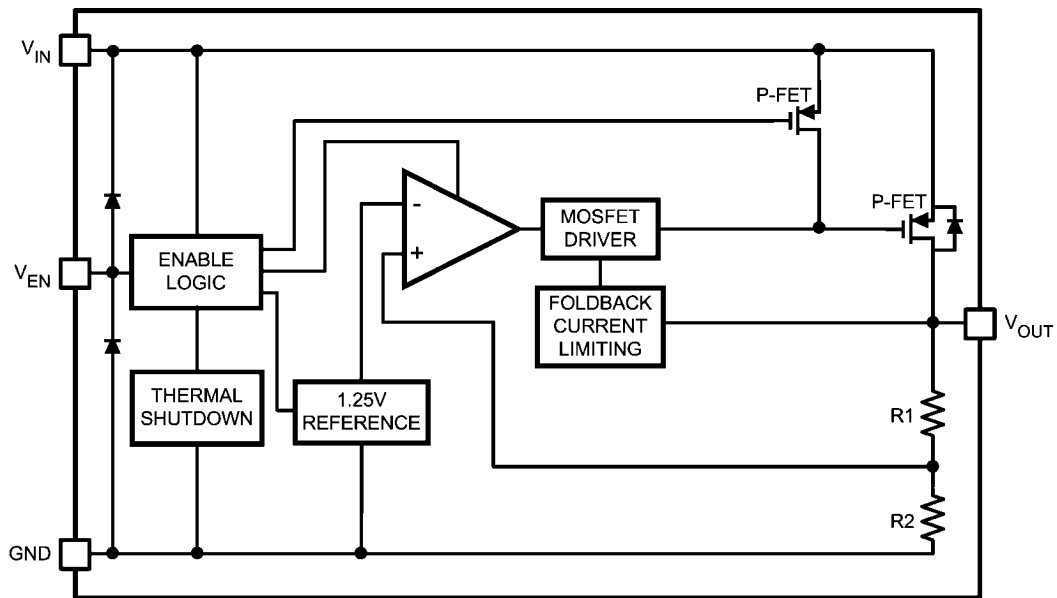 VIN
P-FET
P-FET
-
+
MOSFET
DRIVER
VEN
ENABLE
LOGIC
FOLDBACK
CURRENT
LIMITING
VOUT
THERMAL
SHUTDOWN
1.25V
REFERENCE
R1
R2
GND